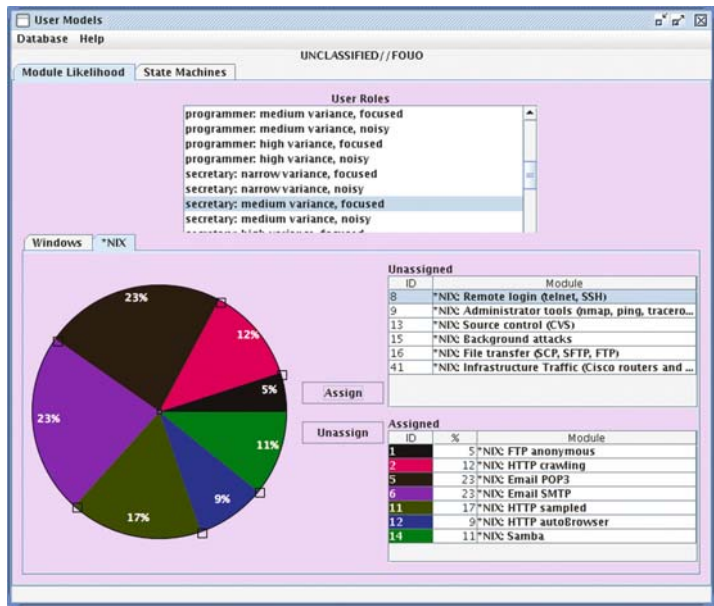 User Models
Database Help
UNCLASSIFIED//FOUO
Module Likelihood State Machines
User Roles
programmer: medium variance, focused
programmer: medium variance, noisy
programmer: high variance, focused
programmer: high variance, noisy
secretary: narrow variance, focused
secretary: narrow variance, noisy
secretary: medium variance, focused
secretary: medium variance, noisy
Windows *NIX
23%
12%
5%
11%
9%
17%
23%
Assign
Unassign
Unassigned
ID Module
8 *NIX: Remote login (telnet, SSH)
9 *NIX: Administrator tools (nmap, ping, tracero...
13 *NIX: Source control (CVS)
15 *NIX: Background attacks
16 *NIX: File transfer (SCP, SFTP, FTP)
41 *NIX: Infrastructure Traffic (Cisco routers and ...
Assigned
ID % Module
1 5 *NIX: FTP anonymous
2 12 *NIX: HTTP crawling
5 23 *NIX: Email POP3
6 23 *NIX: Email SMTP
11 17 *NIX: HTTP sampled
12 9 *NIX: HTTP autoBrowser
14 11 *NIX: Samba